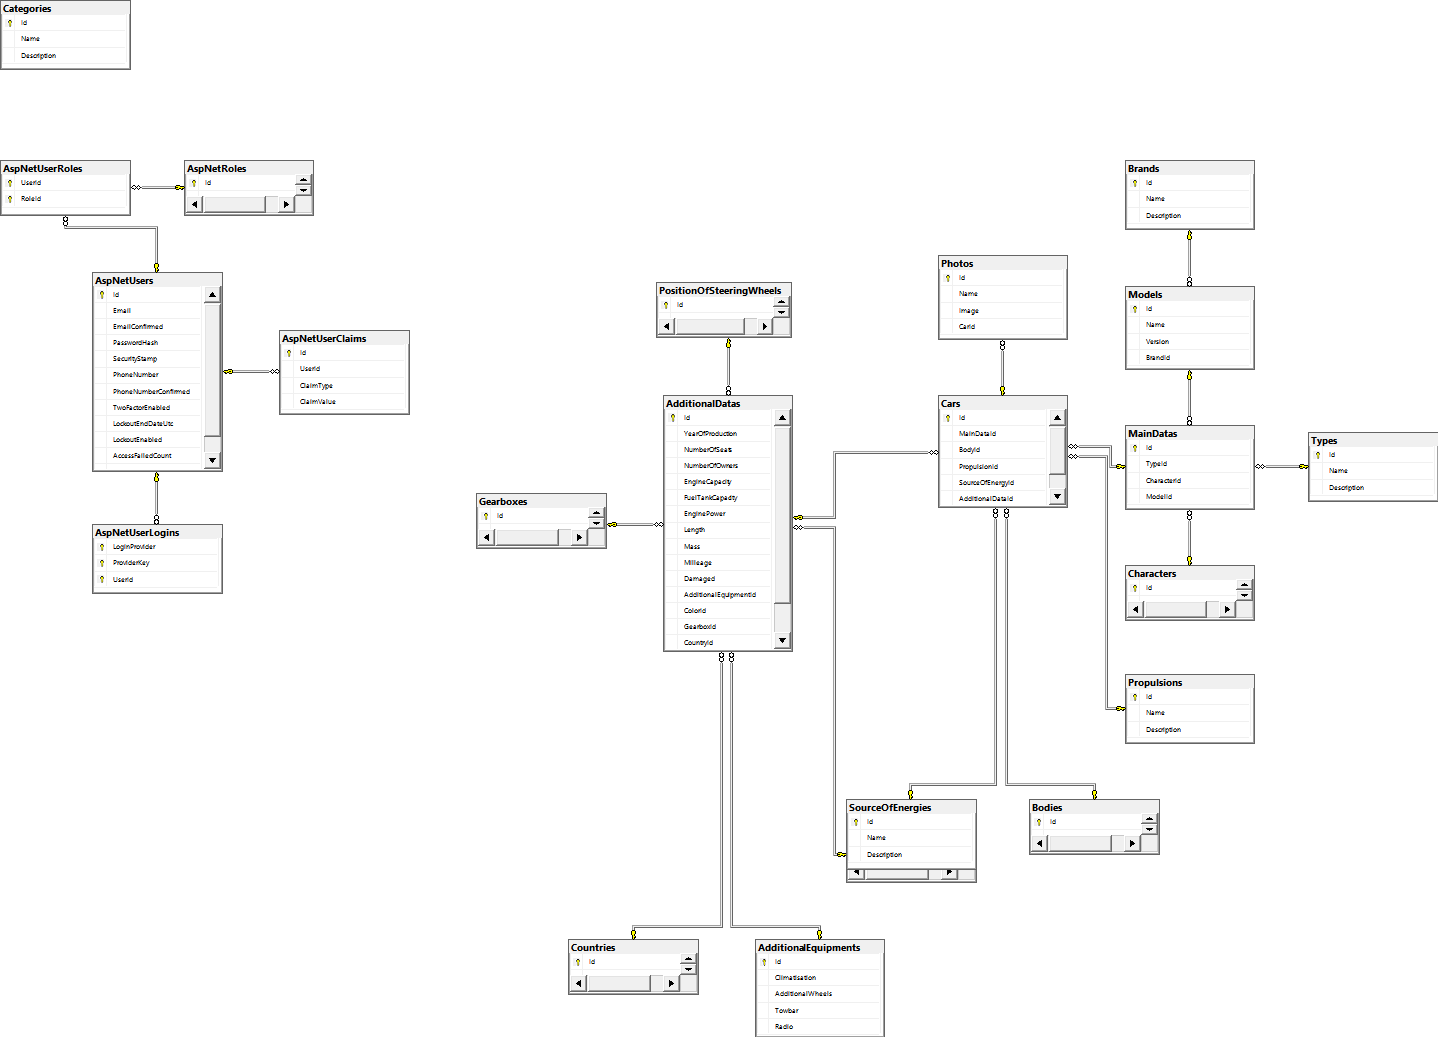 Categories
Id
Name
Description
AspNetUserRoles
UserId
RoleId
AspNetRoles
Id
AspNetUsers
Id
Email
EmailConfirmed
PasswordHash
SecurityStamp
PhoneNumber
PhoneNumberConfirmed
TwoFactorEnabled
LockoutEndDateUtc
LockoutEnabled
AccessFailedCount
AspNetUserClaims
Id
UserId
ClaimType
ClaimValue
AspNetUserLogins
LoginProvider
ProviderKey
UserId
PositionOfSteeringWheels
Id
Gearboxes
Id
AdditionalDatas
Id
YearOfProduction
NumberOfSeats
NumberOfOwners
EngineCapacity
FuelTankCapacity
EnginePower
Length
Mass
Milleage
Damaged
AdditionalEquipmentId
ColorId
GearboxId
CountryId
Photos
Id
Name
Image
CarId
Cars
Id
MainDataId
BodyId
PropulsionId
SourceOfEnergyId
AdditionalDataId
Brands
Id
Name
Description
Models
Id
Name
Version
BrandId
MainDatas
Id
TypeId
CharacterId
ModelId
Types
Id
Name
Description
Characters
Id
Propulsions
Id
Name
Description
SourceOfEnergies
Id
Name
Description
Bodies
Id
Countries
Id
AdditionalEquipments
Id
Climatisation
AdditionalWheels
Towbar
Radio